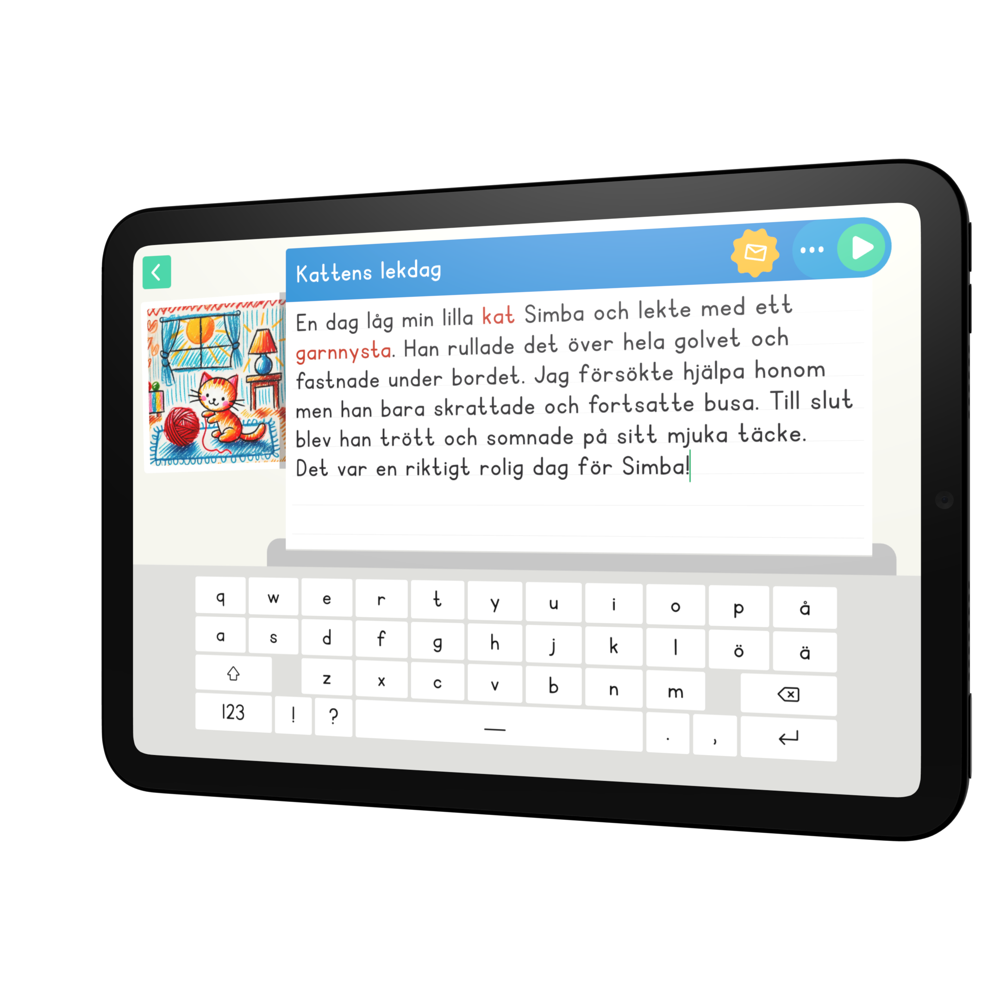 Kattens lekdag
En dag låg min lilla kat Simba och lekte med ett
garnnysta. Han rullade det över hela golvet och
fastnade under bordet. Jag försökte hjälpa honom
men han bara skrattade och fortsatte busa. Till slut
blev han trött och somnade på sitt mjuka täcke.
Det var en riktigt rolig dag för Simba!
q w e r t y u i o p å
a s d f g h j k l ö ä
z x c v b n m
123 ! ? . ,